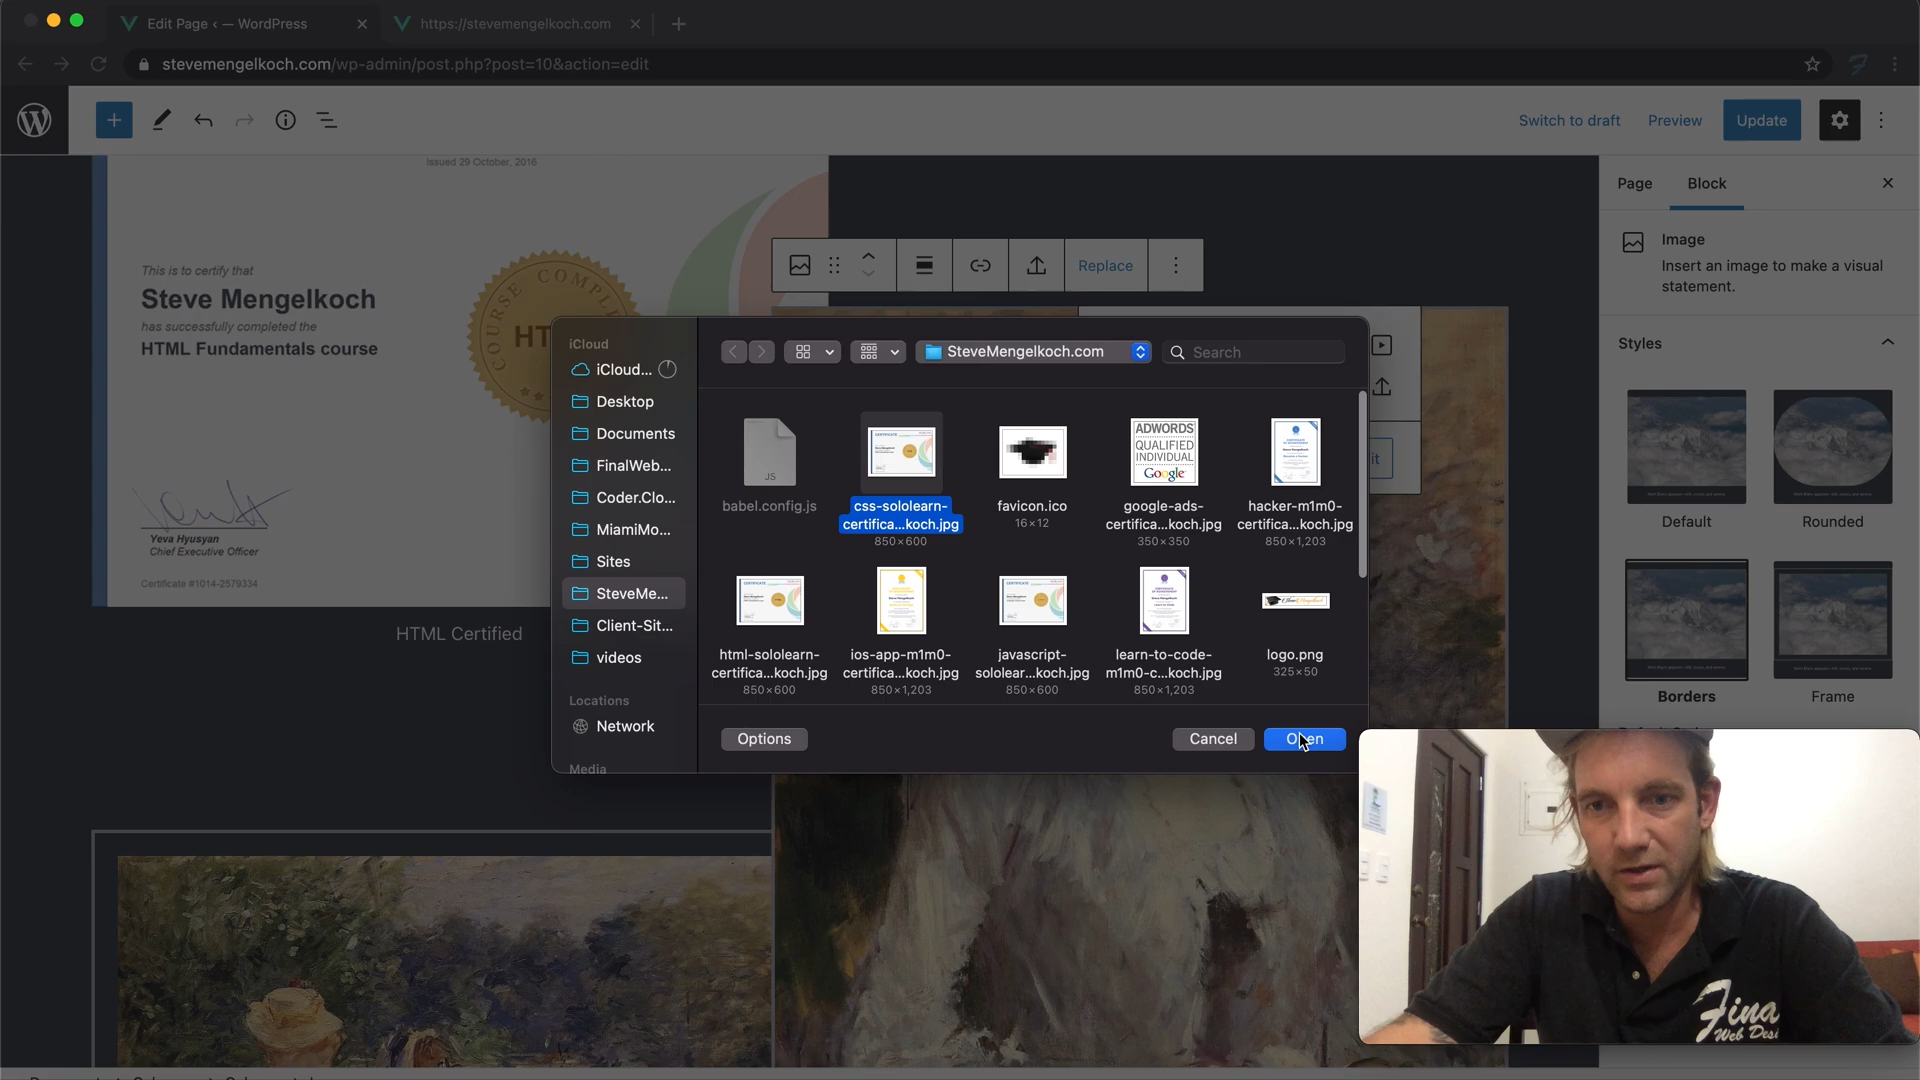 Edit Page ‹ — WordPress
https://stevemengelkoch.com
stevemengelkoch.com/wp-admin/post.php?post=10&action=edit
Switch to draft
Preview
Update
Issued 29 October, 2016
This is to certify that
Steve Mengelkoch
has successfully completed the
HTML Fundamentals course
COURSE COMPLE
HT
Yeva Hyusyan
Chief Executive Officer
Certificate #1014-2579334
HTML Certified
Replace
Page
Block
Image
Insert an image to make a visual
statement.
Styles
Default
Rounded
Borders
Frame
iCloud
iCloud...
Desktop
Documents
FinalWeb...
Coder.Clo...
MiamiMo...
Sites
SteveMe...
Client-Sit...
videos
Locations
Network
Media
SteveMengelkoch.com
Search
JS
babel.config.js
css-sololearn-
certifica...koch.jpg
850×600
favicon.ico
16×12
ADWORDS
QUALIFIED
INDIVIDUAL
Google
google-ads-
certifica...koch.jpg
350×350
hacker-m1m0-
certifica...koch.jpg
850×1,203
html-sololearn-
certifica...koch.jpg
850×600
ios-app-m1m0-
certifica...koch.jpg
850×1,203
javascript-
sololear...koch.jpg
850×600
learn-to-code-
m1m0-c...koch.jpg
850×1,203
logo.png
325×50
Options
Cancel
Open
Fina
Web Desi